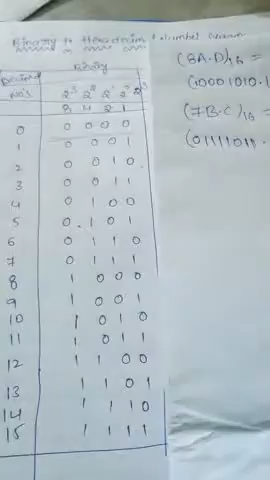 Binary to Hexadecim Number
(8A.D)16 =
Binary
(10001010.1
Nos 2³ 2² 2¹ 2⁰
8 4 2 1
(7B.C)16 =
0 0 0 0 0
(01111011.
1 0 0 0 1
2 0 0 1 0
3 0 0 1 1
4 0 1 0 0
5 0 1 0 1
6 0 1 1 0
7 0 1 1 1
8 1 0 0 0
9 1 0 0 1
10 1 0 1 0
11 1 0 1 1
12 1 1 0 0
13 1 1 0 1
14 1 1 1 0
15 1 1 1 1